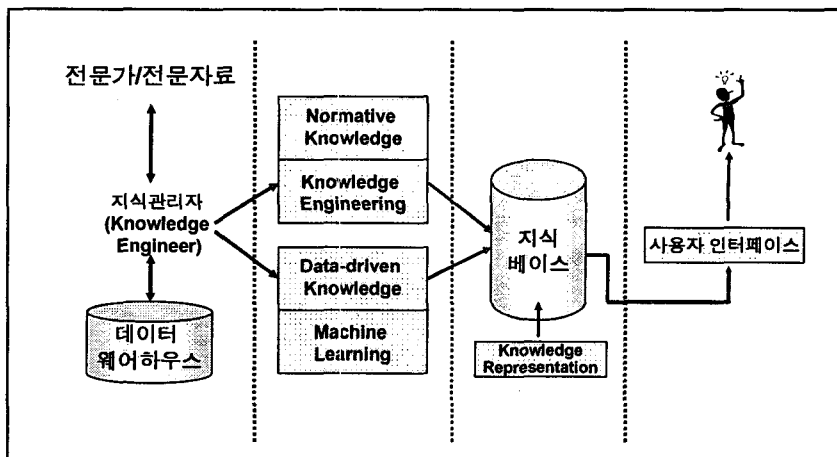 전문가/전문자료
지식관리자
(Knowledge
Engineer)
데이터
웨어하우스
Normative
Knowledge
Knowledge
Engineering
Data-driven
Knowledge
Machine
Learning
지식
베이스
Knowledge
Representation
사용자 인터페이스